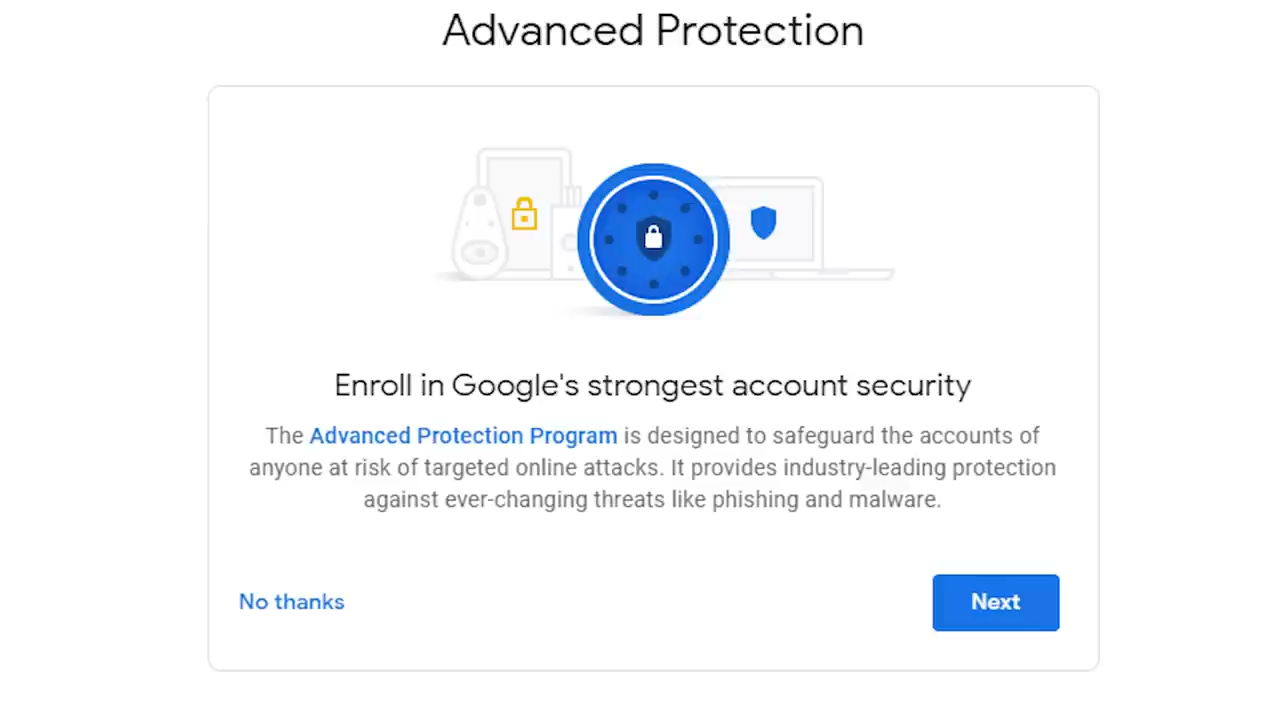 Advanced Protection
Enroll in Google's strongest account security
The Advanced Protection Program is designed to safeguard the accounts of
anyone at risk of targeted online attacks. It provides industry-leading protection
against ever-changing threats like phishing and malware.
No thanks
Next